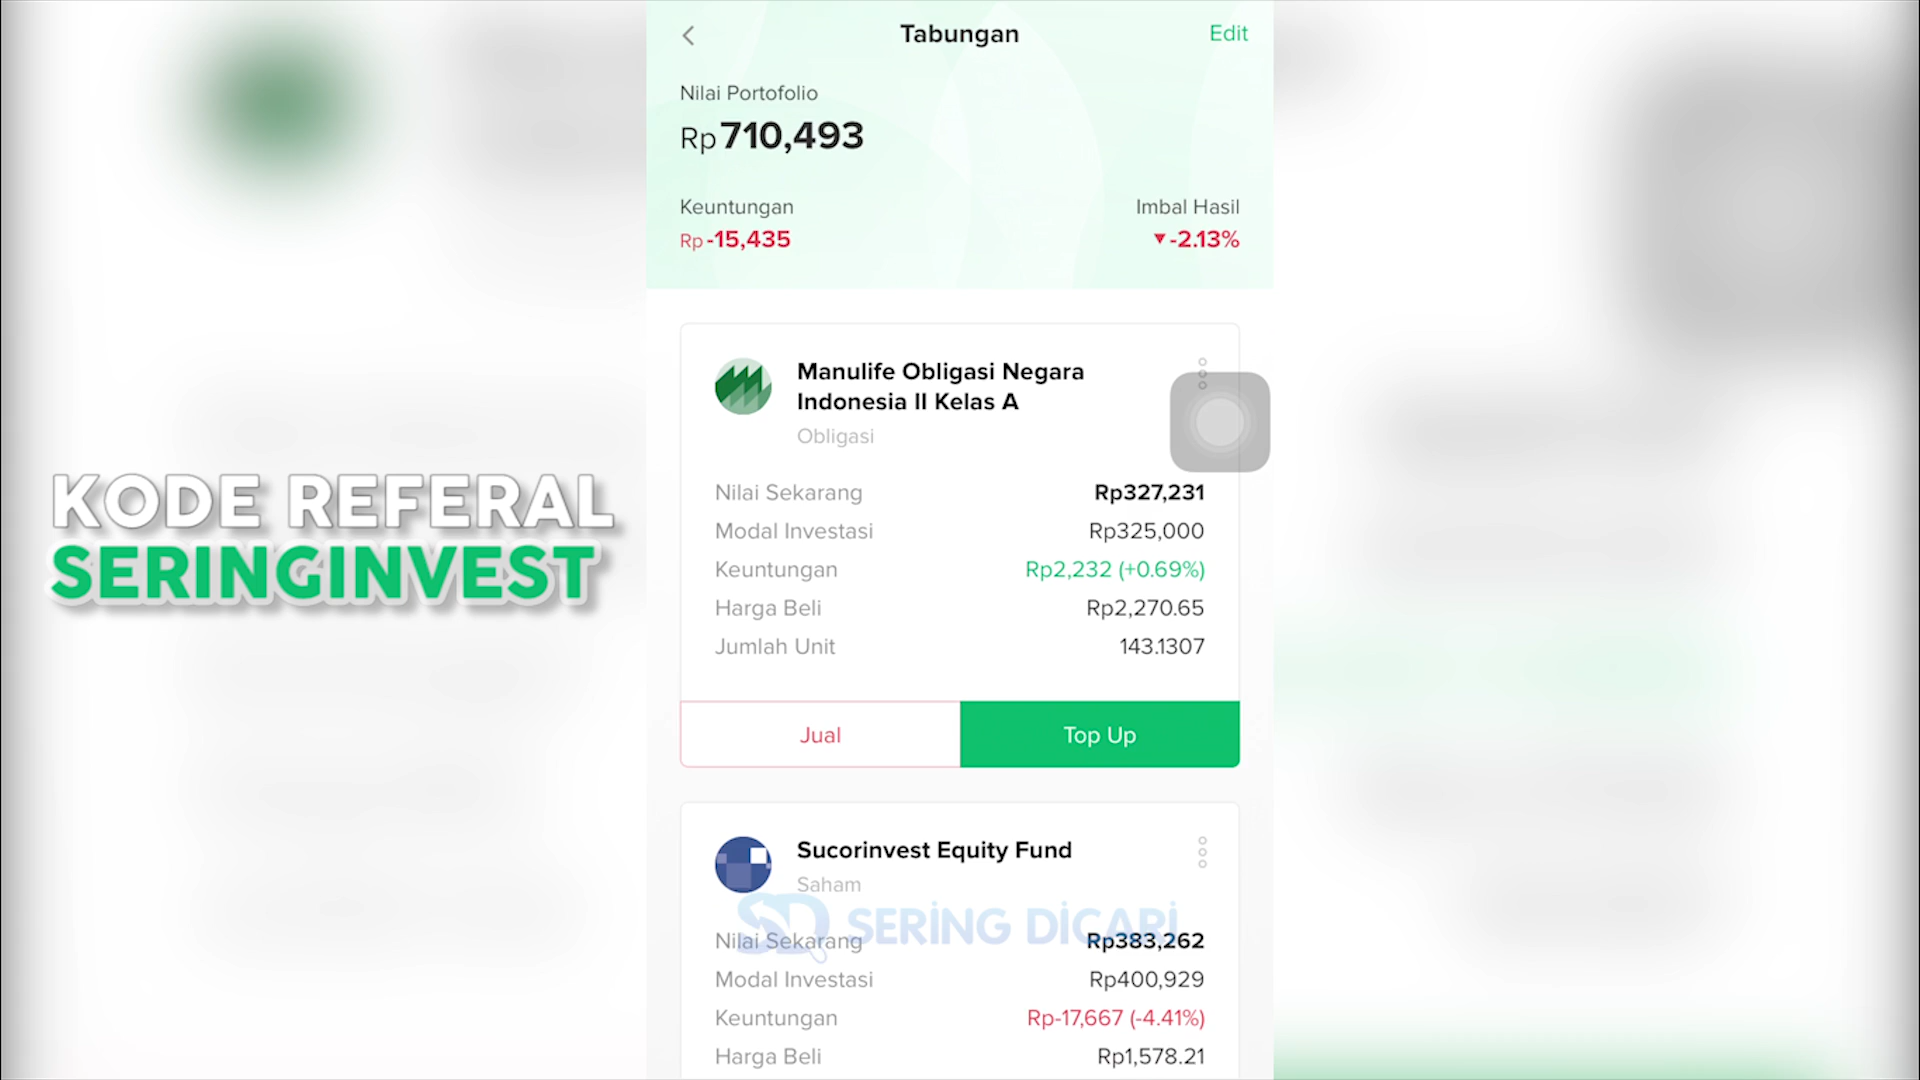 Tabungan
Edit
Nilai Portofolio
Rp710,493
Keuntungan
Imbal Hasil
Rp-15,435
▼-2.13%
KODE REFERAL
SERINGINVEST
Manulife Obligasi Negara
Indonesia II Kelas A
Obligasi
Nilai Sekarang
Rp327,231
Modal Investasi
Rp325,000
Keuntungan
Rp2,232 (+0.69%)
Harga Beli
Rp2,270.65
Jumlah Unit
143.1307
Jual
Top Up
Sucorinvest Equity Fund
Saham
SD SERING DICARI
Nilai Sekarang
Rp383,262
Modal Investasi
Rp400,929
Keuntungan
Rp-17,667 (-4.41%)
Harga Beli
Rp1,578.21